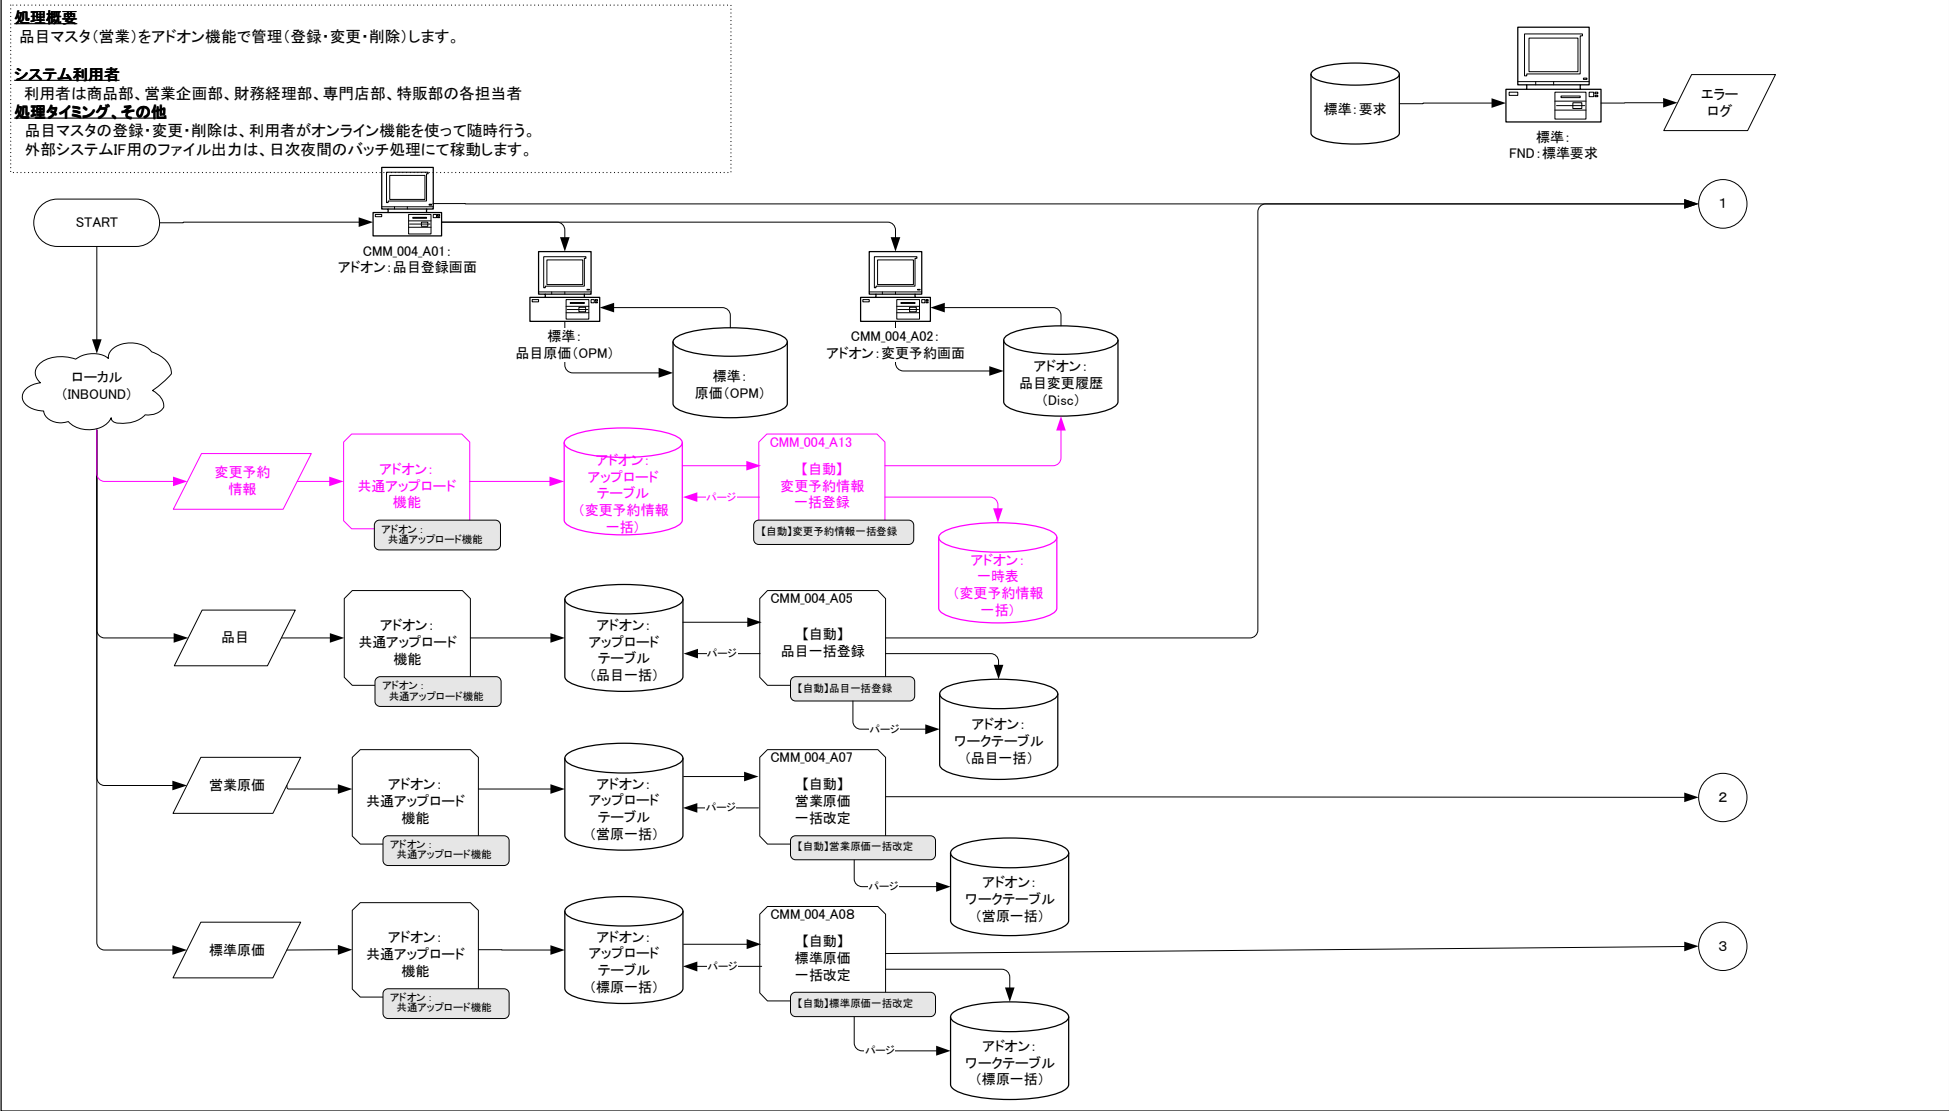 処理概要
品目マスタ(営業)をアドオン機能で管理(登録・変更・削除)します。
システム利用者
利用者は商品部、営業企画部、財務経理部、専門店部、特販部の各担当者
処理タイミング、その他
品目マスタの登録・変更・削除は、利用者がオンライン機能を使って随時行う。
外部システムIF用のファイル出力は、日次夜間のバッチ処理にて稼動します。
標準:要求
標準:
FND:標準要求
エラー
ログ
START
CMM_004_A01:
アドオン:品目登録画面
1
標準:
品目原価(OPM)
標準:
原価(OPM)
CMM_004_A02:
アドオン:変更予約画面
アドオン:
品目変更履歴
(Disc)
ローカル
(INBOUND)
変更予約
情報
アドオン:
共通アップロード
機能
アドオン:
共通アップロード機能
アドオン:
アップロード
テーブル
(変更予約情報
一括)
パージ
CMM_004_A13
【自動】
変更予約情報
一括登録
【自動】変更予約情報一括登録
アドオン:
一時表
(変更予約情報
一括)
品目
アドオン:
共通アップロード
機能
アドオン:
共通アップロード機能
アドオン:
アップロード
テーブル
(品目一括)
パージ
CMM_004_A05
【自動】
品目一括登録
【自動】品目一括登録
パージ
アドオン:
ワークテーブル
(品目一括)
営業原価
アドオン:
共通アップロード
機能
アドオン:
共通アップロード機能
アドオン:
アップロード
テーブル
(営原一括)
パージ
CMM_004_A07
【自動】
営業原価
一括改定
【自動】営業原価一括改定
パージ
アドオン:
ワークテーブル
(営原一括)
2
標準原価
アドオン:
共通アップロード
機能
アドオン:
共通アップロード機能
アドオン:
アップロード
テーブル
(標原一括)
パージ
CMM_004_A08
【自動】
標準原価
一括改定
【自動】標準原価一括改定
パージ
アドオン:
ワークテーブル
(標原一括)
3